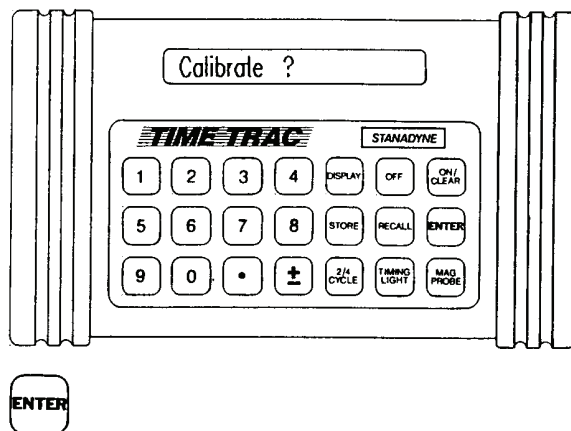 Calibrate ?
TIME TRAC STANADYNE
1 2 3 4 DISPLAY OFF ON/ CLEAR
5 6 7 8 STORE RECALL ENTER
9 0 • ± 2/4 CYCLE TIMING LIGHT MAG PROBE
ENTER